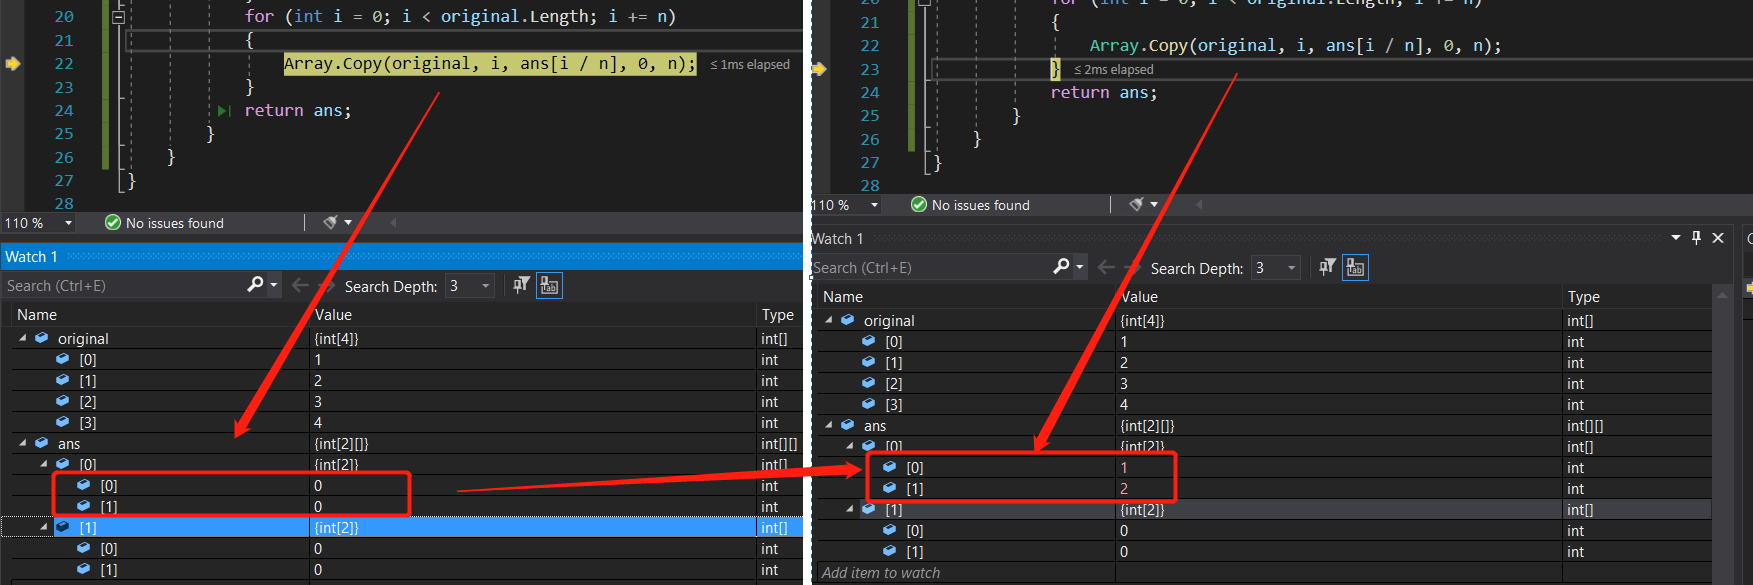 20 for (int i = 0; i < original.Length; i += n)
21 {
22 Array.Copy(original, i, ans[i / n], 0, n); ≤ 1ms elapsed
23 }
24 return ans;
25 }
26 }
27 }
28
110 % No issues found
Watch 1
Search (Ctrl+E) Search Depth: 3
Name Value Type
original {int[4]} int[]
[0] 1 int
[1] 2 int
[2] 3 int
[3] 4 int
ans {int[2][]} int[][]
[0] {int[2]} int[]
[0] 0 int
[1] 0 int
[1] {int[2]} int[]
[0] 0 int
[1] 0 int
20 for (int i = 0; i < original.Length; i += n)
21 {
22 Array.Copy(original, i, ans[i / n], 0, n);
23 } ≤ 2ms elapsed
24 return ans;
25 }
26 }
27 }
28
110 % No issues found
Watch 1
Search (Ctrl+E) Search Depth: 3
Name Value Type
original {int[4]} int[]
[0] 1 int
[1] 2 int
[2] 3 int
[3] 4 int
ans {int[2][]} int[][]
[0] {int[2]} int[]
[0] 1 int
[1] 2 int
[1] {int[2]} int[]
[0] 0 int
[1] 0 int
Add item to watch